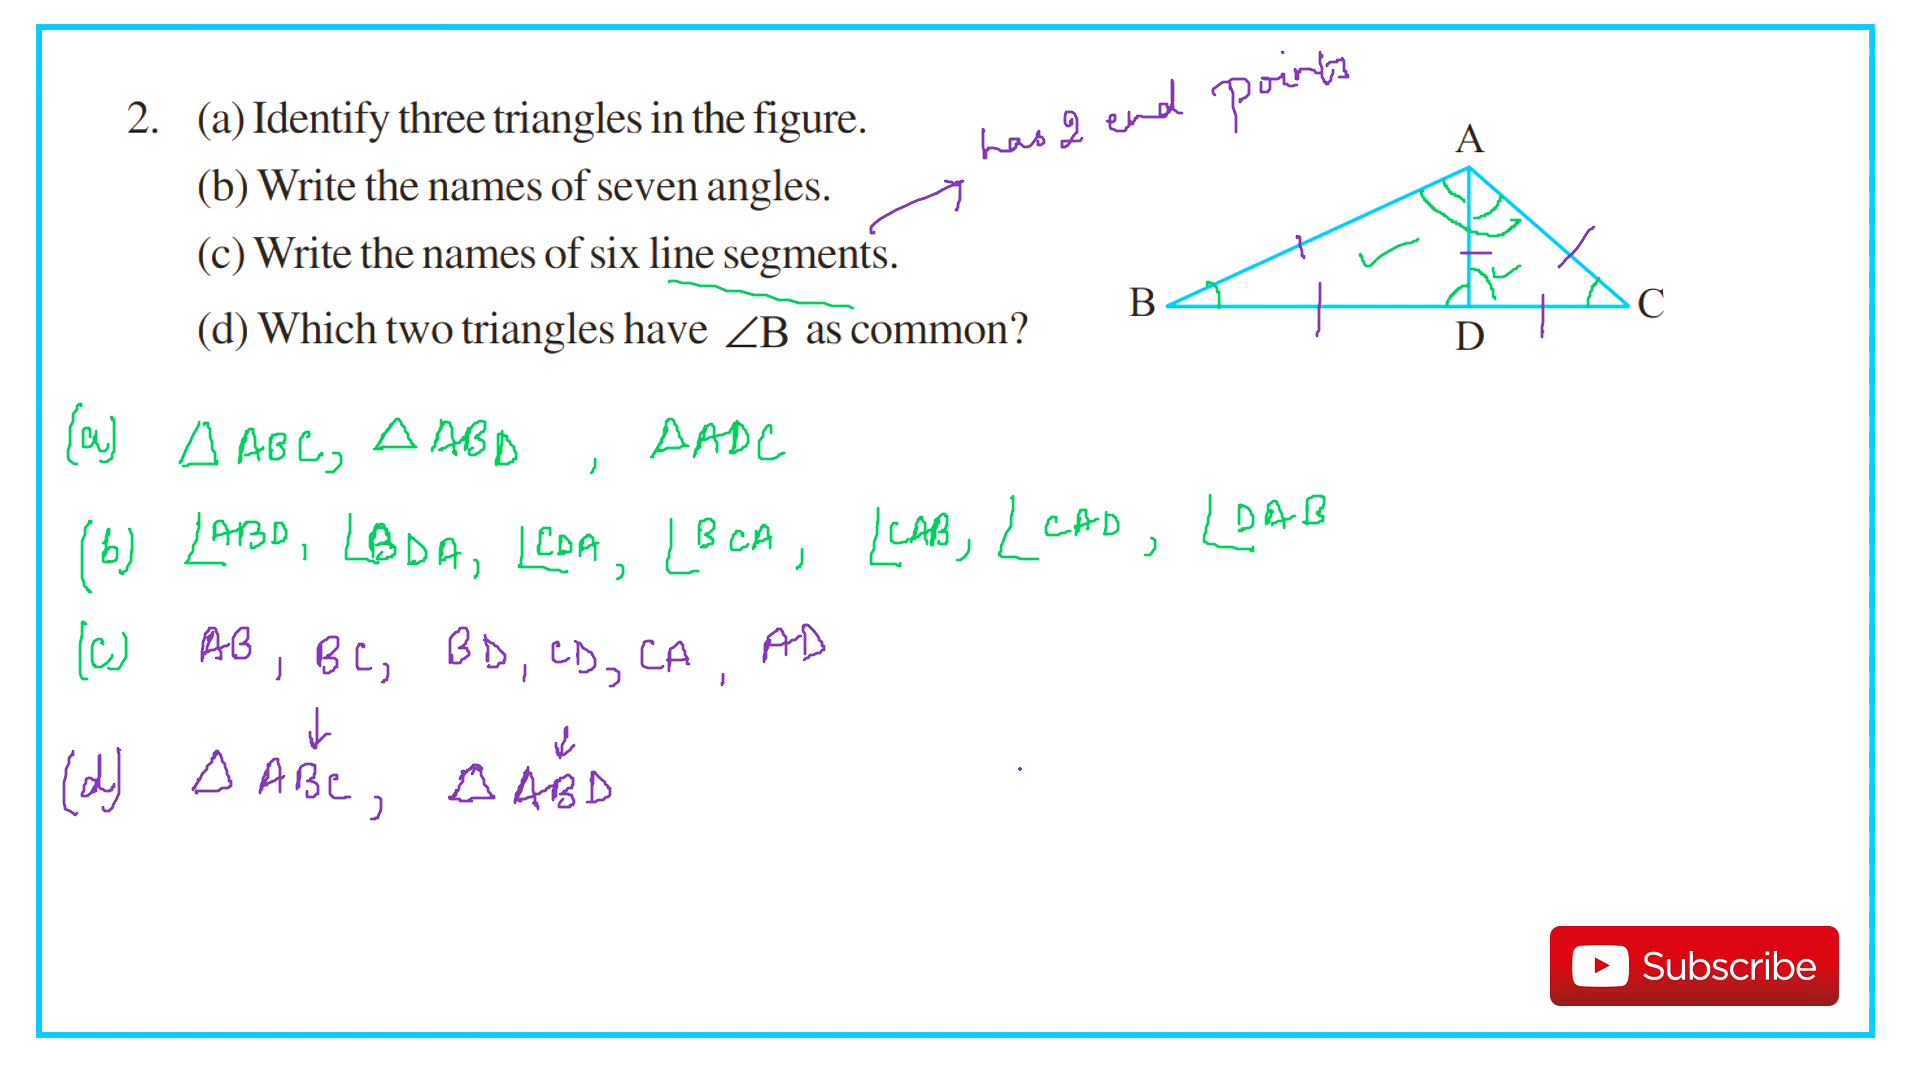 has 2 end points
2. (a) Identify three triangles in the figure.
(b) Write the names of seven angles.
(c) Write the names of six line segments.
(d) Which two triangles have ∠B as common?
A
B
D
C
(a) △ ABC, △ ABD , △ADC
(b) ∠ABD, ∠BDA, ∠CDA, ∠BCA, ∠CAB, ∠CAD, ∠DAB
(c) AB, BC, BD, CD, CA, AD
(d) △ ABC, △ ABD
Subscribe